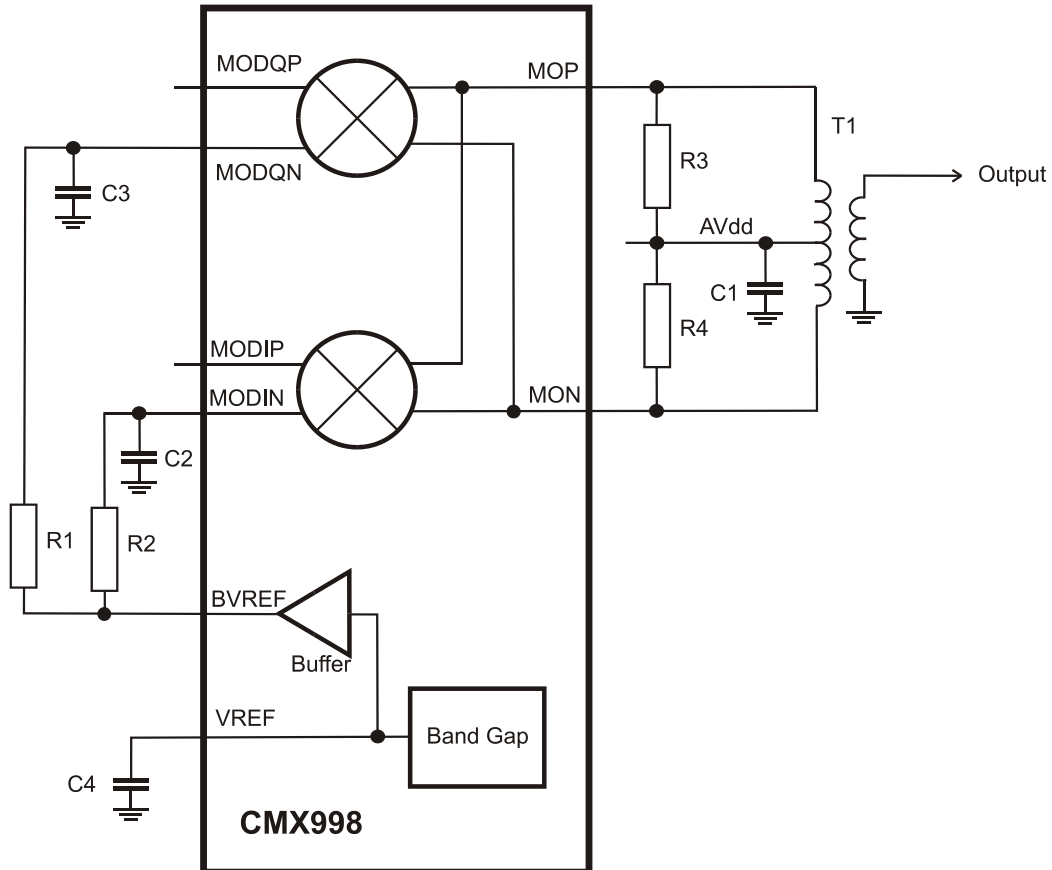 MODQP
MOP
T1
MODQN
C3
R3
Output
AVdd
C1
R4
MODIP
MODIN
MON
C2
R1
R2
BVREF
Buffer
VREF
Band Gap
C4
CMX998